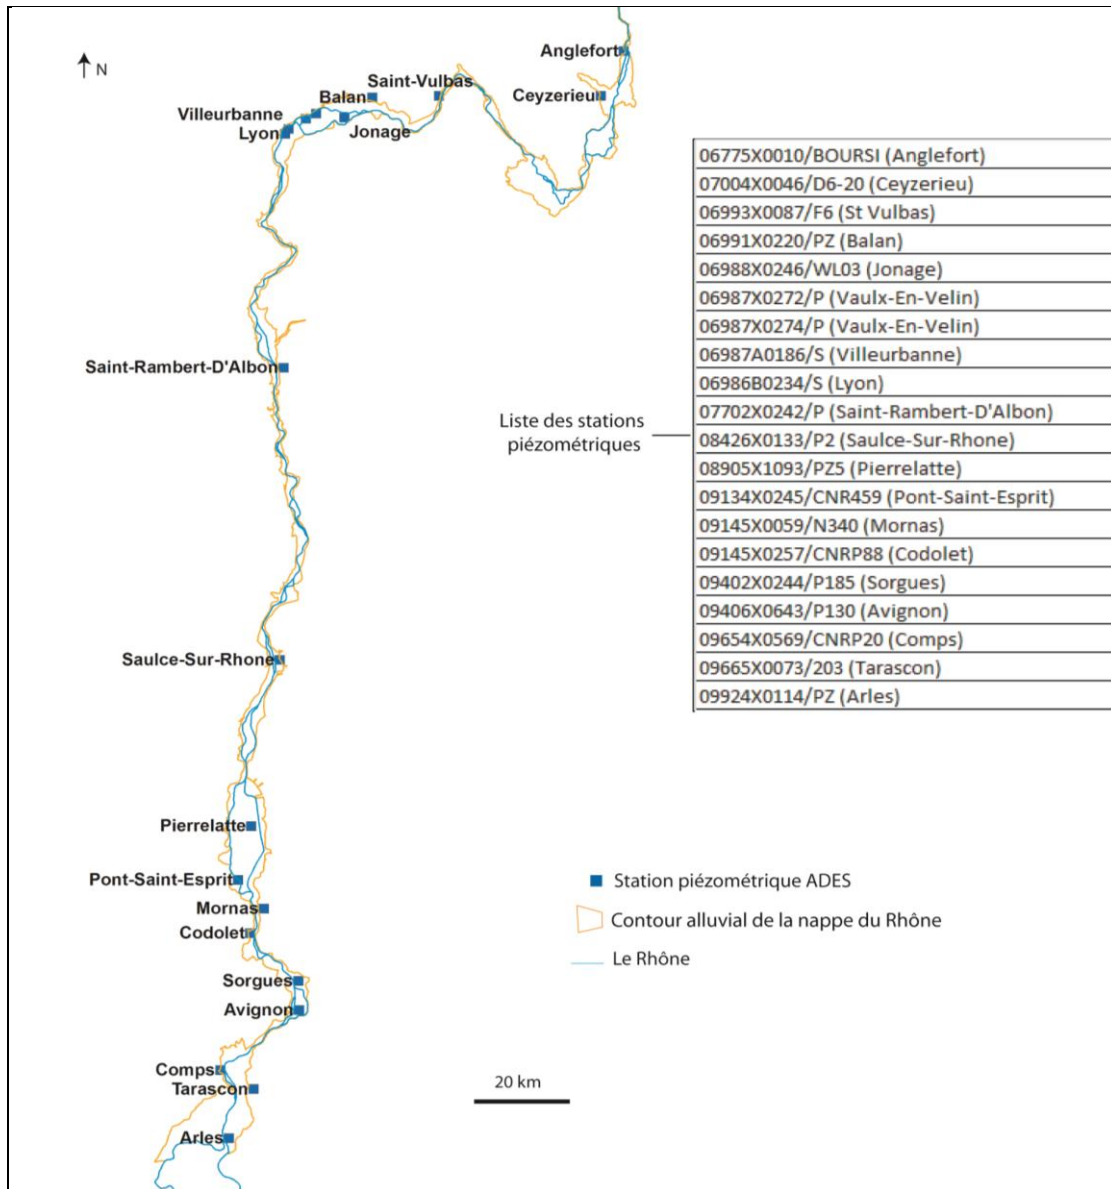 N
Anglefort
Saint-Vulbas
Balan
Ceyzerieu
Villeurbanne
Lyon
Jonage
Saint-Rambert-D'Albon
Saulce-Sur-Rhone
Pierrelatte
Pont-Saint-Esprit
Mornas
Codolet
Sorgues
Avignon
Comps
Tarascon
Arles
Liste des stations
piézométriques
06775X0010/BOURSI (Anglefort)
07004X0046/D6-20 (Ceyzerieu)
06993X0087/F6 (St Vulbas)
06991X0220/PZ (Balan)
06988X0246/WL03 (Jonage)
06987X0272/P (Vaulx-En-Velin)
06987X0274/P (Vaulx-En-Velin)
06987A0186/S (Villeurbanne)
06986B0234/S (Lyon)
07702X0242/P (Saint-Rambert-D'Albon)
08426X0133/P2 (Saulce-Sur-Rhone)
08905X1093/PZ5 (Pierrelatte)
09134X0245/CNR459 (Pont-Saint-Esprit)
09145X0059/N340 (Mornas)
09145X0257/CNRP88 (Codolet)
09402X0244/P185 (Sorgues)
09406X0643/P130 (Avignon)
09654X0569/CNRP20 (Comps)
09665X0073/203 (Tarascon)
09924X0114/PZ (Arles)
Station piézométrique ADES
Contour alluvial de la nappe du Rhône
Le Rhône
20 km